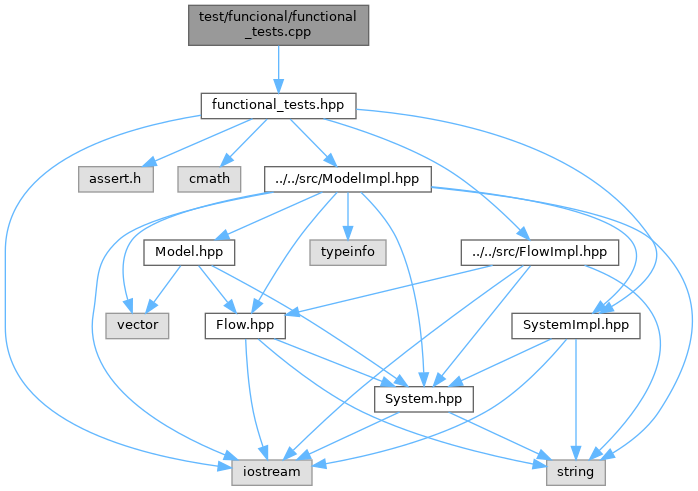 test/funcional/functional
_tests.cpp
functional_tests.hpp
assert.h
cmath
../../src/ModelImpl.hpp
Model.hpp
typeinfo
../../src/FlowImpl.hpp
vector
Flow.hpp
SystemImpl.hpp
System.hpp
iostream
string